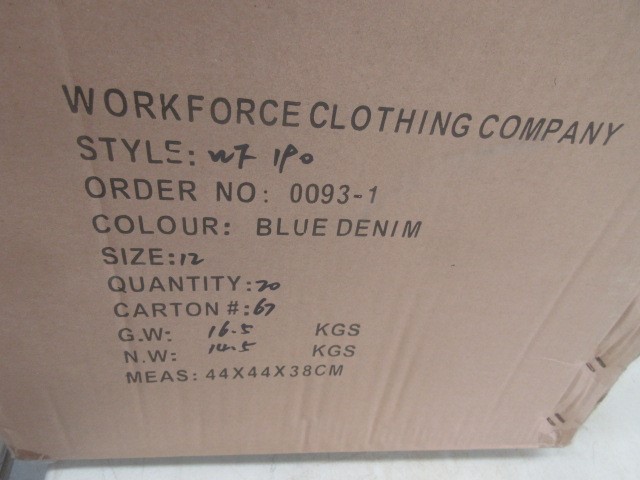 WORKFORCE CLOTHING COMPANY
STYLE: WF 1P0
ORDER NO: 0093-1
COLOUR: BLUE DENIM
SIZE:12
QUANTITY:20
CARTON #:67
G.W: 16.5 KGS
N.W: 14.5 KGS
MEAS: 44X44X38CM